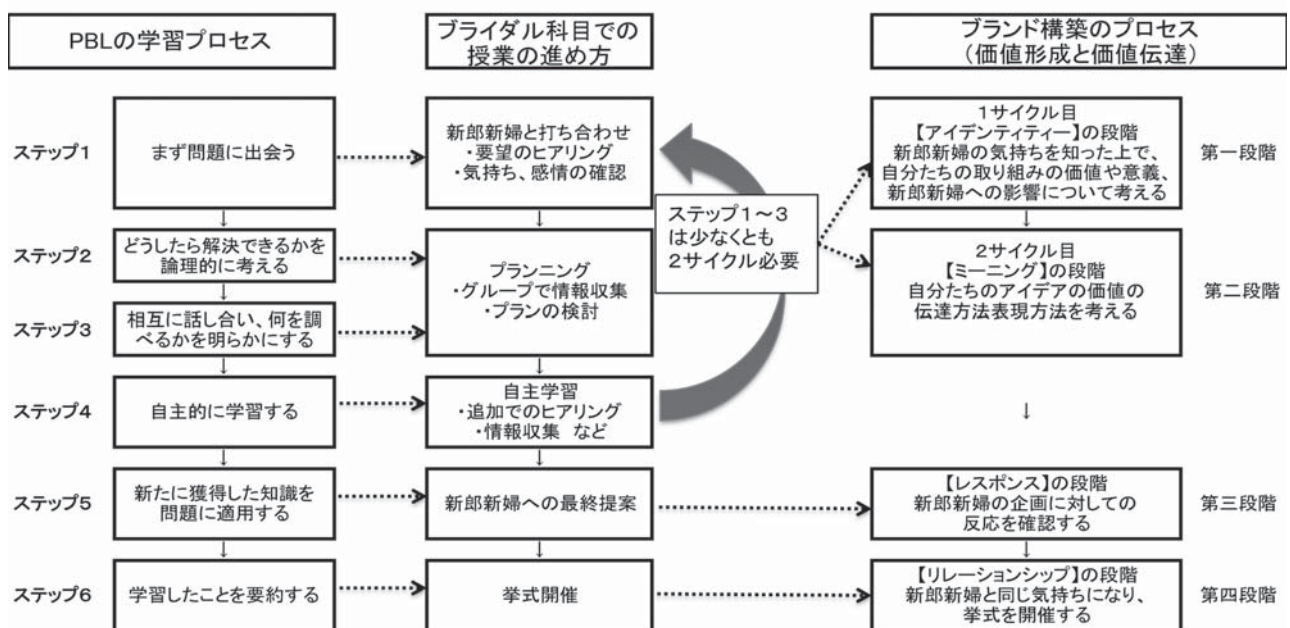 PBLの学習プロセス
ブライダル科目での
授業の進め方
ブランド構築のプロセス
(価値形成と価値伝達)
ステップ1
まず問題に出会う
新郎新婦と打ち合わせ
・要望のヒアリング
・気持ち、感情の確認
1サイクル目
【アイデンティティー】の段階
新郎新婦の気持ちを知った上で、
自分たちの取り組みの価値や意義、
新郎新婦への影響について考える
第一段階
ステップ1～3
は少なくとも
2サイクル必要
ステップ2
どうしたら解決できるかを
論理的に考える
プランニング
・グループで情報収集
・プランの検討
2サイクル目
【ミーニング】の段階
自分たちのアイデアの価値の
伝達方法表現方法を考える
第二段階
ステップ3
相互に話し合い、何を調
べるかを明らかにする
ステップ4
自主的に学習する
自主学習
・追加でのヒアリング
・情報収集 など
ステップ5
新たに獲得した知識を
問題に適用する
新郎新婦への最終提案
【レスポンス】の段階
新郎新婦の企画に対しての
反応を確認する
第三段階
ステップ6
学習したことを要約する
挙式開催
【リレーションシップ】の段階
新郎新婦と同じ気持ちになり、
挙式を開催する
第四段階